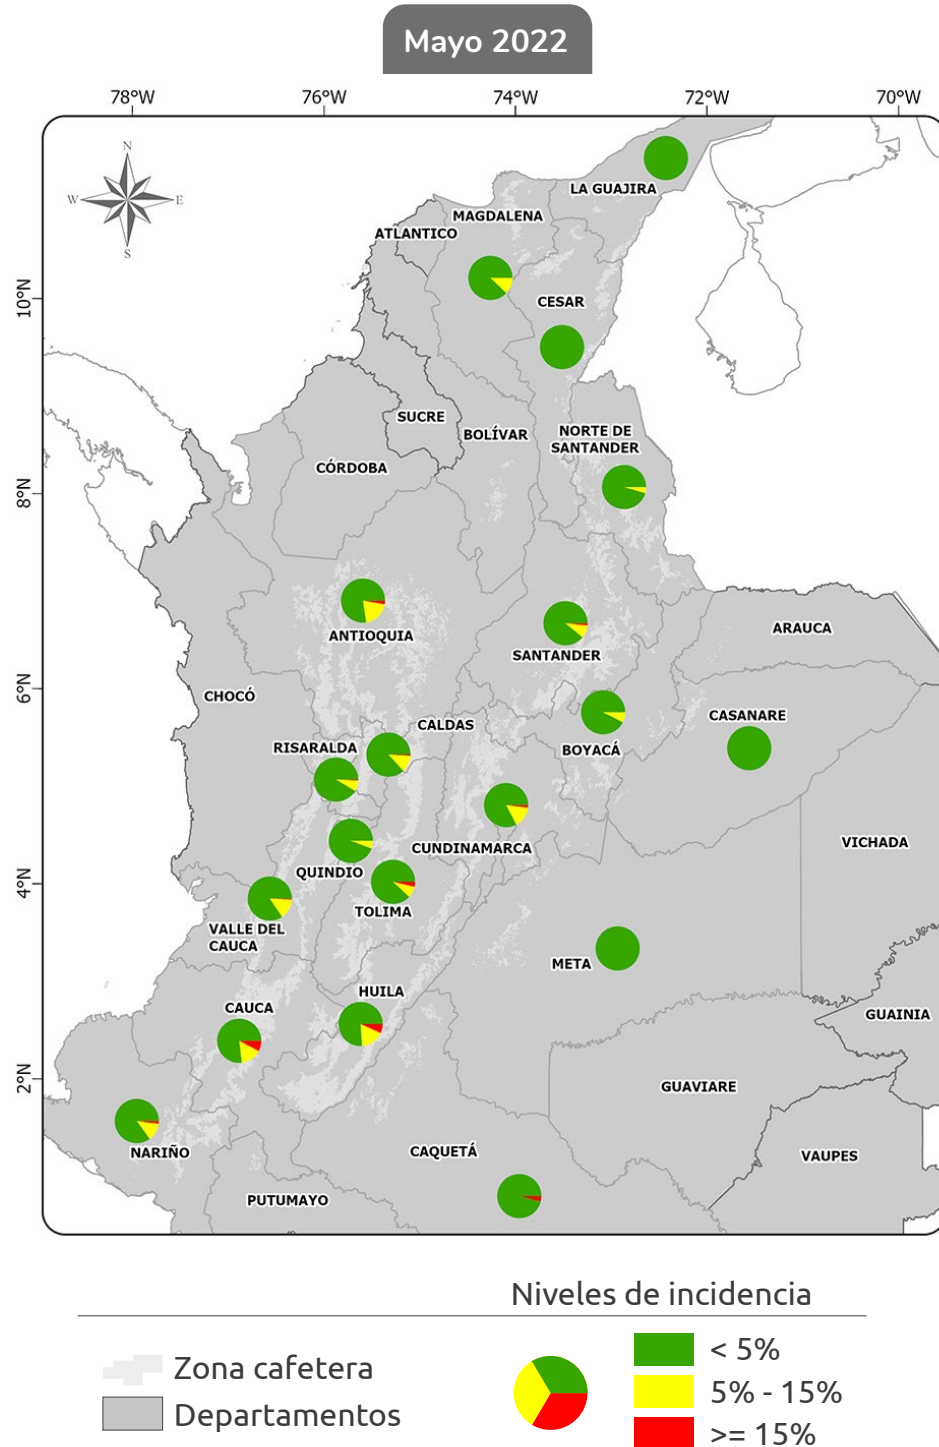 Mayo 2022
78°W 76°W 74°W 72°W 70°W
N
W E
S
10°N
8°N
6°N
4°N
2°N
LA GUAJIRA
MAGDALENA
ATLANTICO
CESAR
SUCRE
BOLÍVAR
NORTE DE
SANTANDER
CÓRDOBA
ANTIOQUIA
SANTANDER
ARAUCA
CHOCÓ
CALDAS
CASANARE
RISARALDA
BOYACÁ
CUNDINAMARCA
VICHADA
QUINDIO
TOLIMA
VALLE DEL
CAUCA
META
HUILA
CAUCA
GUAINIA
GUAVIARE
NARIÑO
CAQUETÁ
VAUPES
PUTUMAYO
Niveles de incidencia
Zona cafetera
Departamentos
< 5%
5% - 15%
>= 15%